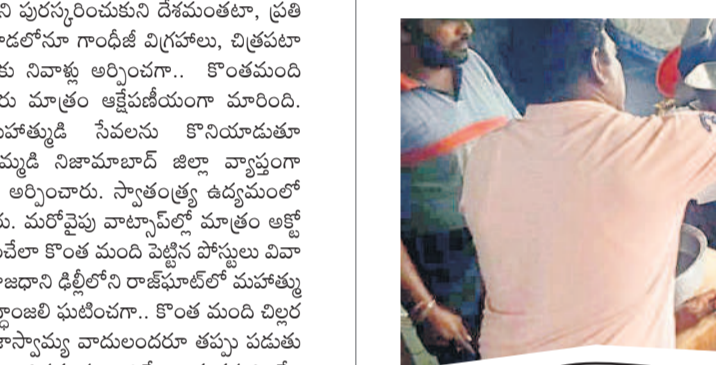 ని పురస్కరించుకుని దేశమంతటా, ప్రతి
డలోనూ గాంధీజీ విగ్రహాలు, చిత్రపటా
కు నివాళ్లు అర్పించగా.. కొంతమంది
రు మాత్రం ఆక్షేపణీయంగా మారింది.
హాత్ముడి సేవలను కొనియాడుతూ
మ్మడి నిజామాబాద్ జిల్లా వ్యాప్తంగా
అర్పించారు. స్వాతంత్ర్య ఉద్యమంలో
రు. మరోవైపు వాట్సాప్‌ల్లో మాత్రం అక్టో
చేలా కొంత మంది పెట్టిన పోస్టులు వివా
జధాని ఢిల్లీలోని రాజ్‌ఘాట్‌లో మహాత్ము
ద్ధాంజలి ఘటించగా.. కొంత మంది చిల్లర
జాస్వామ్య వాదులందరూ తప్పు పడుతు